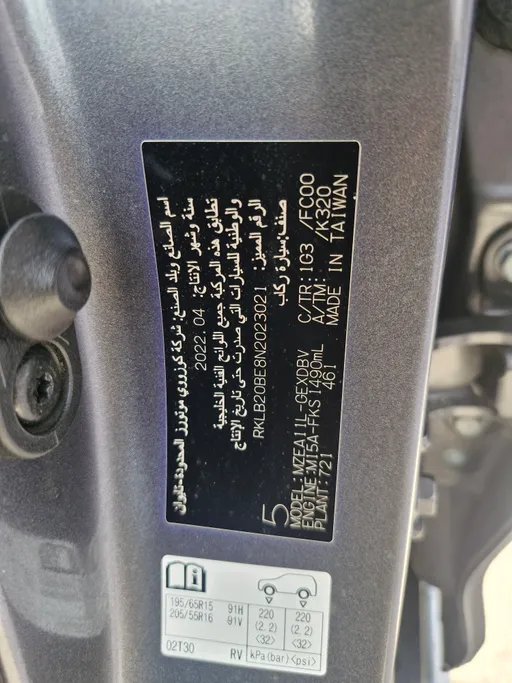 اسم الصانع وبلد الصنع: شركة كزروي موتورز المحدودة-تايوان
سنة وشهر الإنتاج: 2022.04
تطابق هذه المركبة جميع اللوائح الفنية الخليجية
والوطنية للسيارات التي صدرت حتى تاريخ الإنتاج
الرقم المميز: RKLB20BE8N2023021
صنف: سيارة ركاب
5
MODEL: MZEA11L-GEXDBV
ENGINE: M15A-FKS 1490mL
PLANT: 721 461
C/TR: 1G3 /FC00
A/TM: /K320
MADE IN TAIWAN
195/65R15 91H
205/55R16 91V
220 (2.2) <32>
220 (2.2) <32>
02T30 RV kPa(bar) <psi>